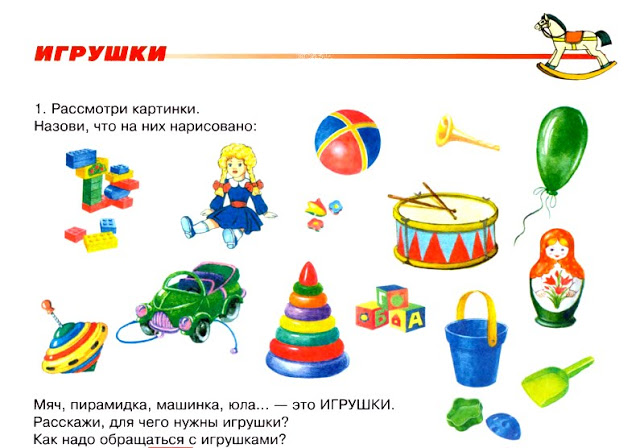 ИГРУШКИ
1. Рассмотри картинки.
Назови, что на них нарисовано:
Б А
Мяч, пирамидка, машинка, юла... — это ИГРУШКИ.
Расскажи, для чего нужны игрушки?
Как надо обращаться с игрушками?